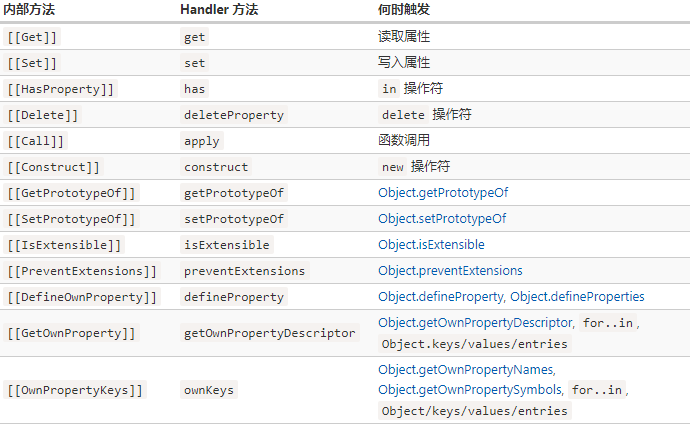 内部方法 Handler 方法 何时触发
[[Get]] get 读取属性
[[Set]] set 写入属性
[[HasProperty]] has in 操作符
[[Delete]] deleteProperty delete 操作符
[[Call]] apply 函数调用
[[Construct]] construct new 操作符
[[GetPrototypeOf]] getPrototypeOf Object.getPrototypeOf
[[SetPrototypeOf]] setPrototypeOf Object.setPrototypeOf
[[IsExtensible]] isExtensible Object.isExtensible
[[PreventExtensions]] preventExtensions Object.preventExtensions
[[DefineOwnProperty]] defineProperty Object.defineProperty, Object.defineProperties
[[GetOwnProperty]] getOwnPropertyDescriptor Object.getOwnPropertyDescriptor, for..in,
Object.keys/values/entries
[[OwnPropertyKeys]] ownKeys Object.getOwnPropertyNames,
Object.getOwnPropertySymbols, for..in,
Object/keys/values/entries